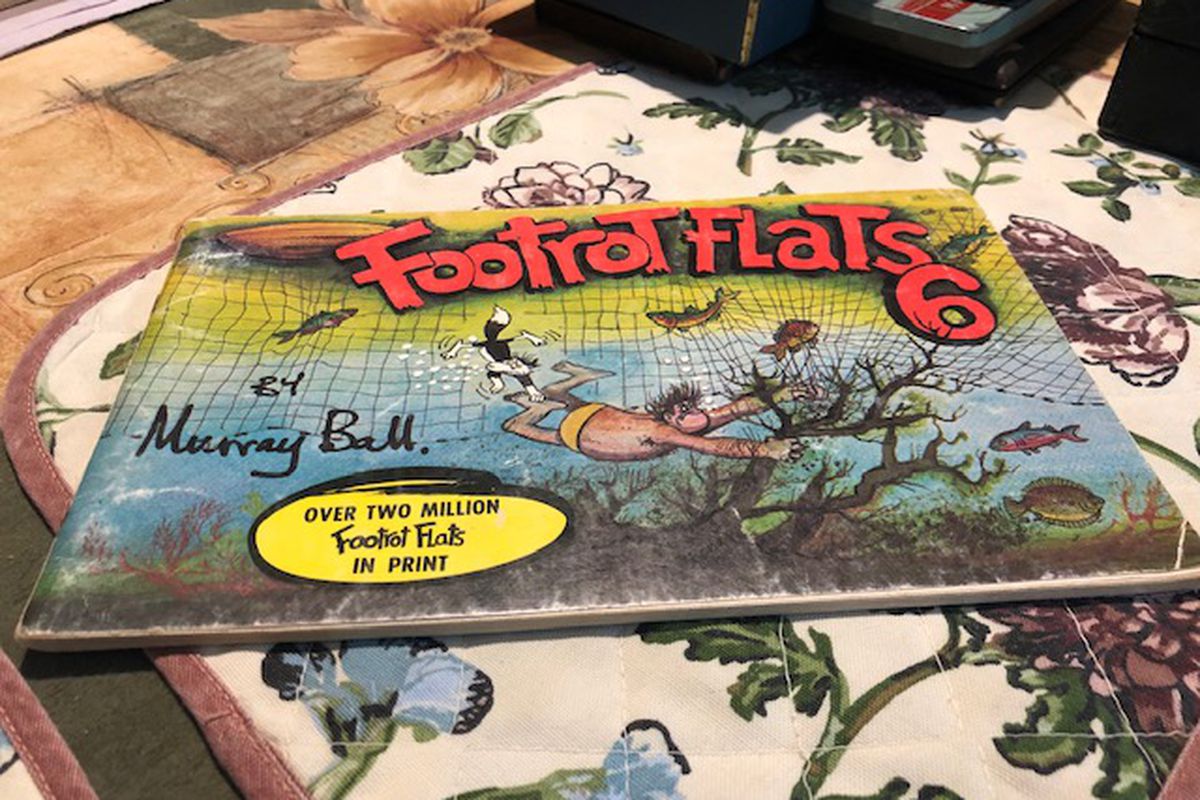 Footrot Flats
6
BY
Murray Ball.
OVER TWO MILLION
Footrot Flats
IN PRINT